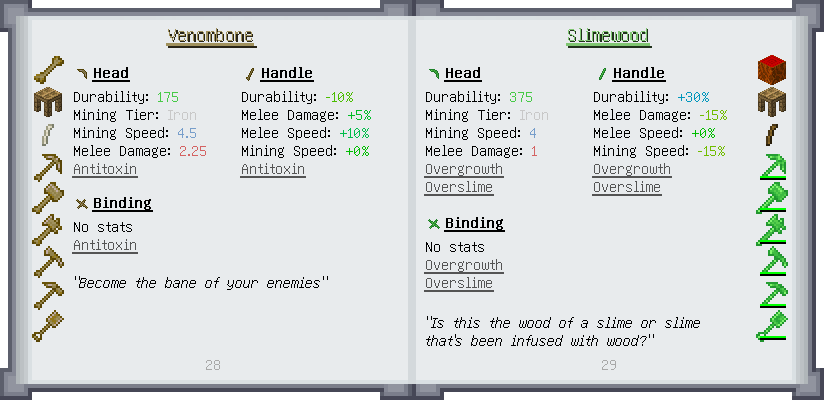 Venombone
Head
Durability: 175
Mining Tier: Iron
Mining Speed: 4.5
Melee Damage: 2.25
Antitoxin
Handle
Durability: -10%
Melee Damage: +5%
Melee Speed: +10%
Mining Speed: +0%
Antitoxin
Binding
No stats
Antitoxin
"Become the bane of your enemies"
28
Slimewood
Head
Durability: 375
Mining Tier: Iron
Mining Speed: 4
Melee Damage: 1
Overgrowth
Overslime
Handle
Durability: +30%
Melee Damage: -15%
Melee Speed: +0%
Mining Speed: -15%
Overgrowth
Overslime
Binding
No stats
Overgrowth
Overslime
"Is this the wood of a slime or slime
that's been infused with wood?"
29